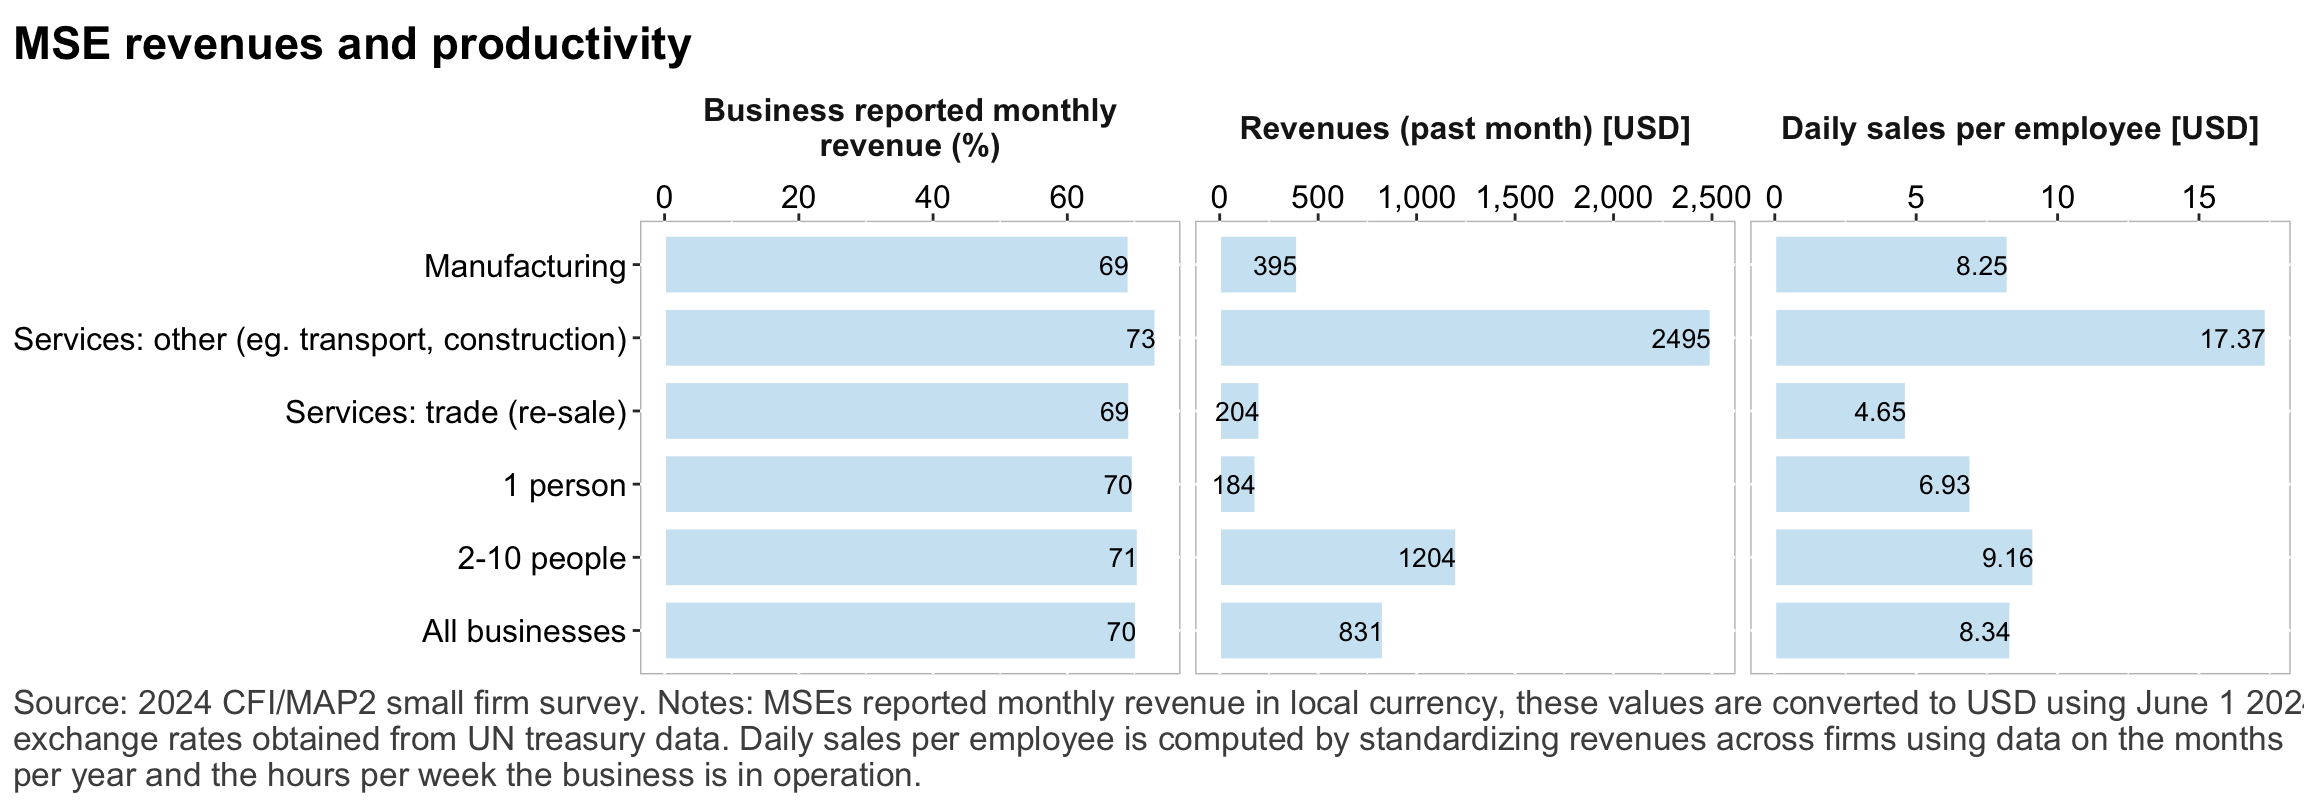 MSE revenues and productivity
Business reported monthly
revenue (%)
Revenues (past month) [USD]
Daily sales per employee [USD]
0 20 40 60
0 500 1,000 1,500 2,000 2,500
0 5 10 15
Manufacturing 69 395 8.25
Services: other (eg. transport, construction) 73 2495 17.37
Services: trade (re-sale) 69 204 4.65
1 person 70 184 6.93
2-10 people 71 1204 9.16
All businesses 70 831 8.34
Source: 2024 CFI/MAP2 small firm survey. Notes: MSEs reported monthly revenue in local currency, these values are converted to USD using June 1 2024
exchange rates obtained from UN treasury data. Daily sales per employee is computed by standardizing revenues across firms using data on the months
per year and the hours per week the business is in operation.